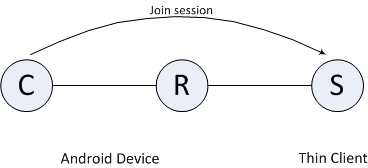 Join session
C R S
Android Device Thin Client